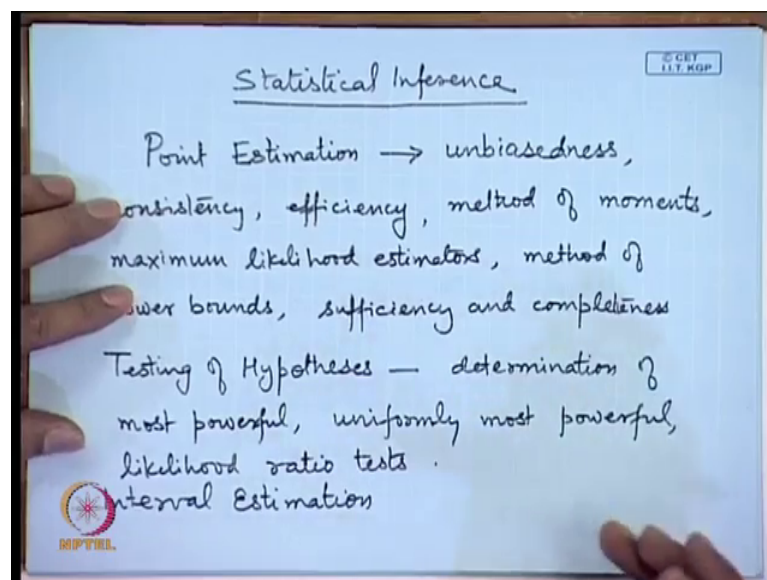 Statistical Inference
© CET
I.I.T. KGP
Point Estimation → unbiasedness,
onsistency, efficiency, method of moments,
maximum likelihood estimators, method of
ower bounds, sufficiency and completeness
Testing of Hypotheses — determination of
most powerful, uniformly most powerful,
likelihood ratio tests.
nterval Estimation
NPTEL